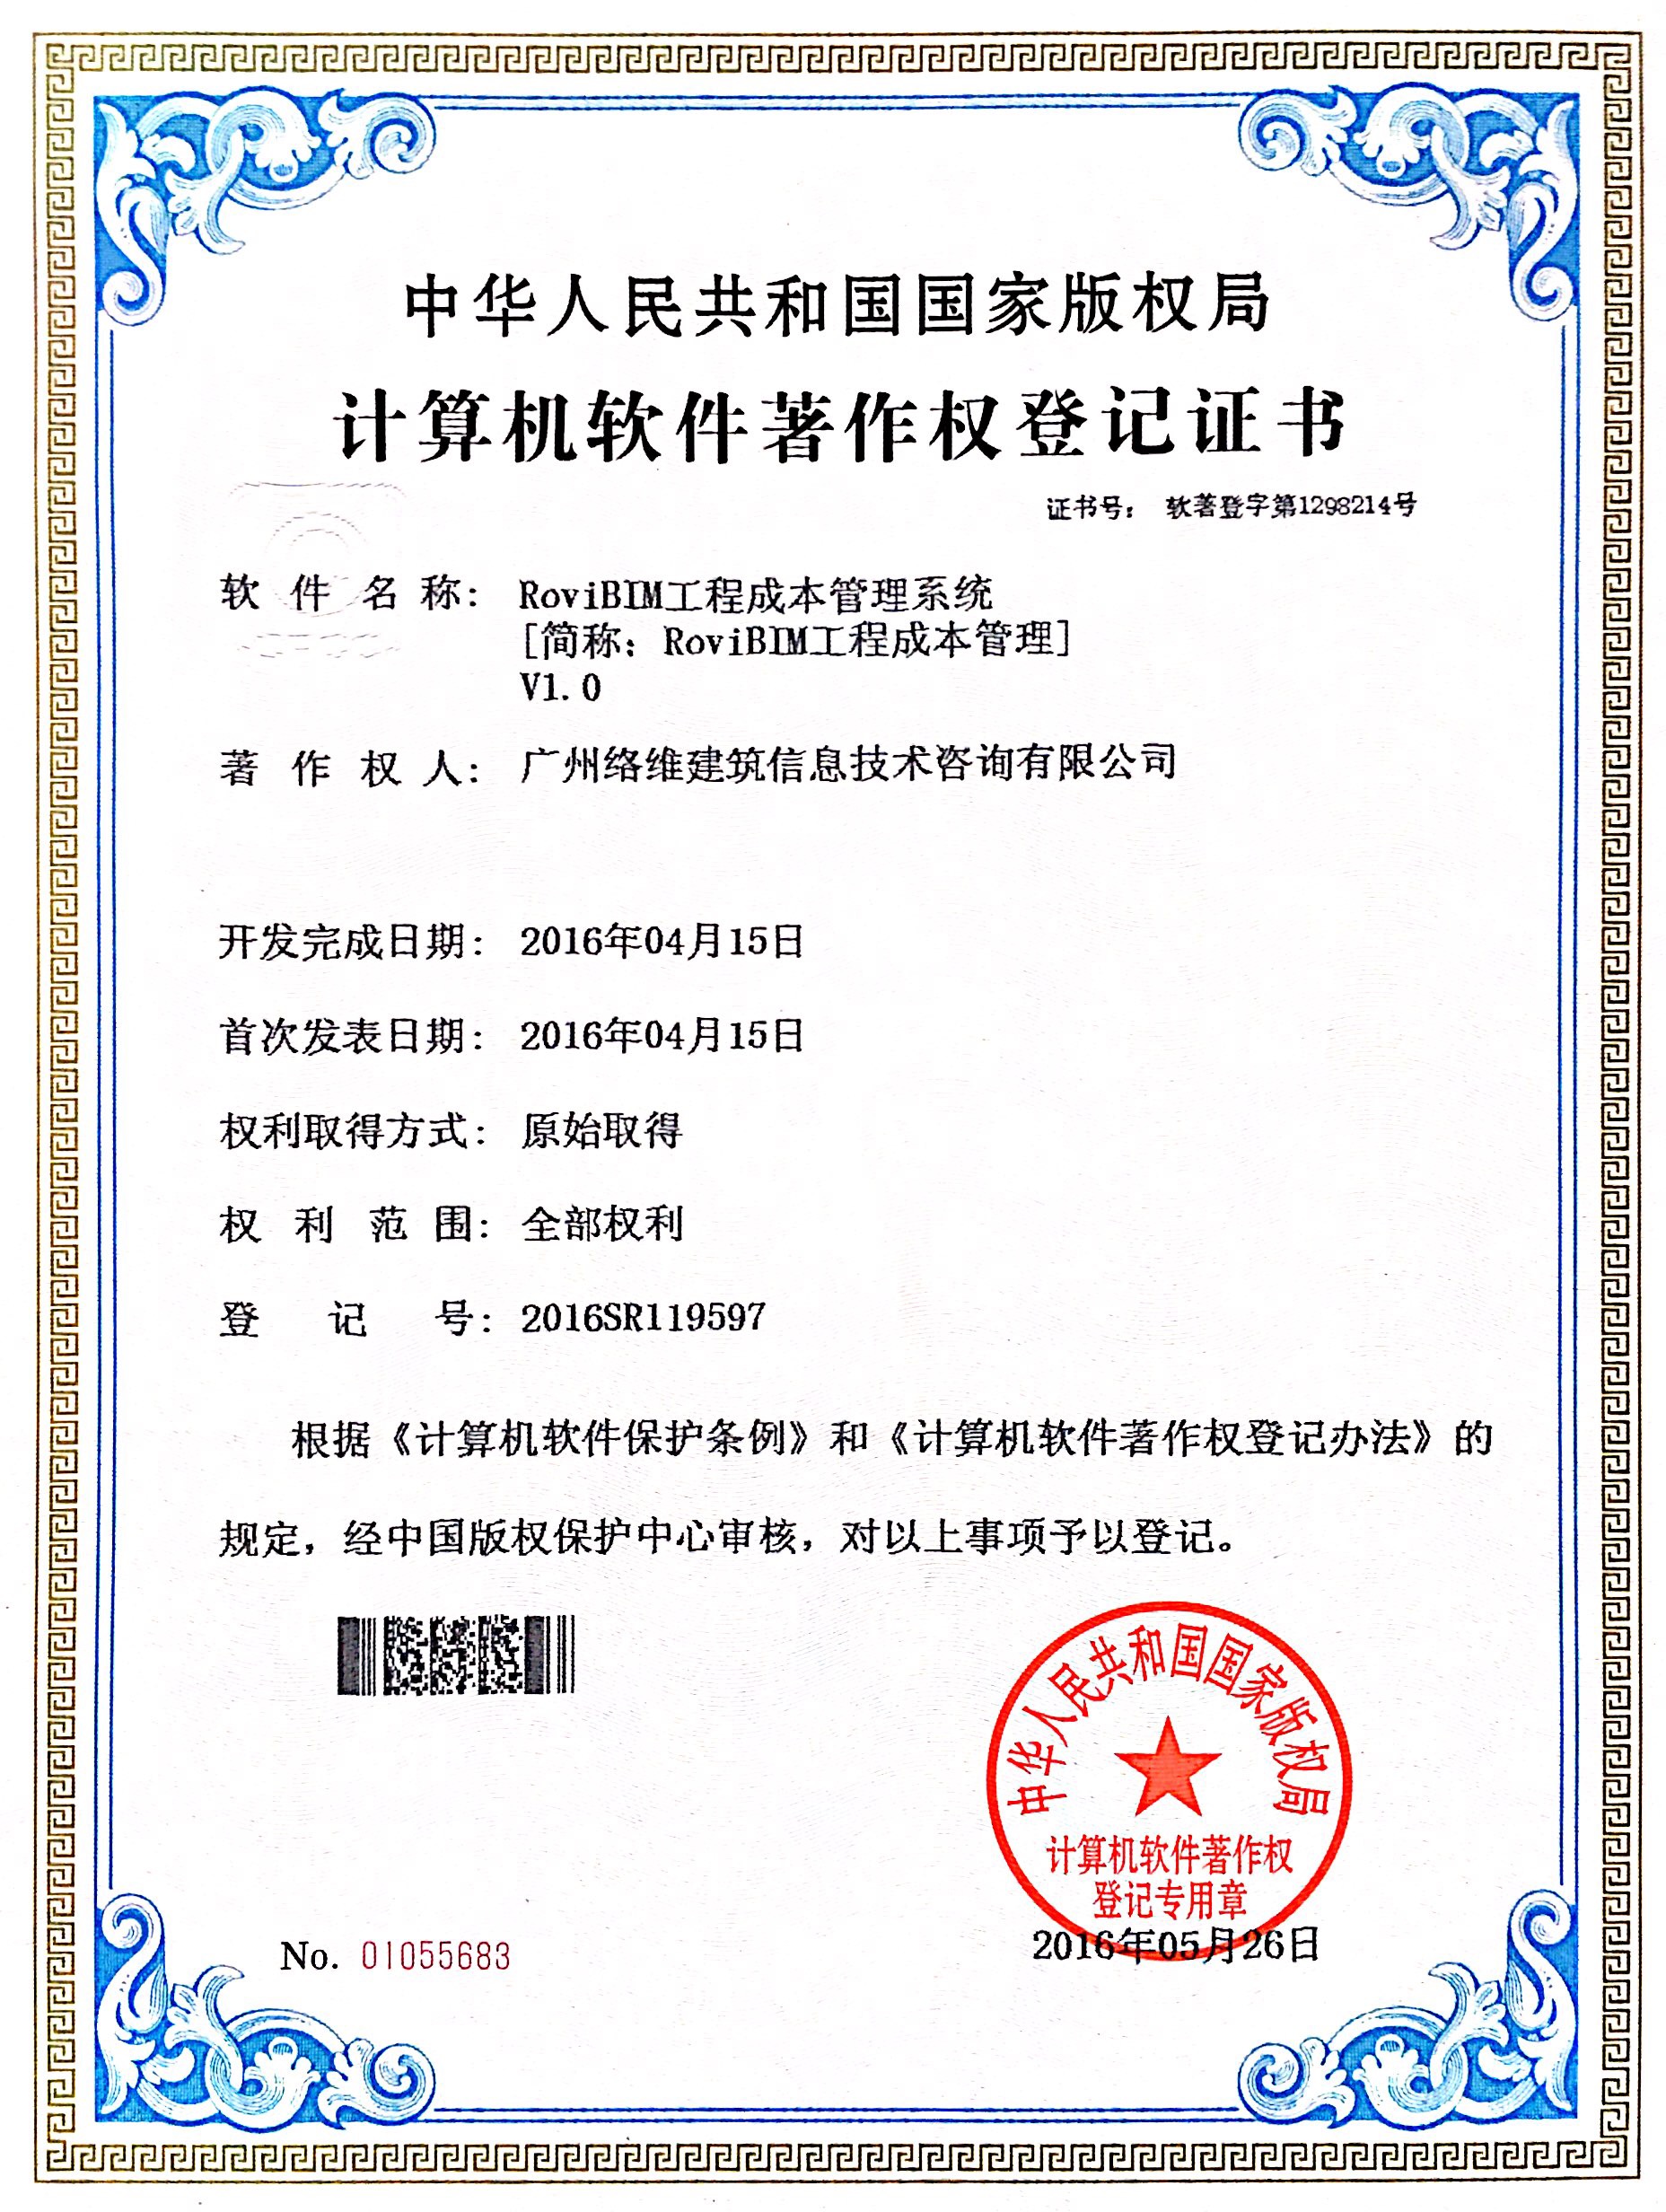 中华人民共和国国家版权局
计算机软件著作权登记证书
证书号： 软著登字第1298214号
软件名称： RoviBIM工程成本管理系统
[简称：RoviBIM工程成本管理]
V1.0
著作权人： 广州络维建筑信息技术咨询有限公司
开发完成日期： 2016年04月15日
首次发表日期： 2016年04月15日
权利取得方式： 原始取得
权利范围： 全部权利
登记号： 2016SR119597
根据《计算机软件保护条例》和《计算机软件著作权登记办法》的
规定，经中国版权保护中心审核，对以上事项予以登记。
中华人民共和国国家版权局
计算机软件著作权
登记专用章
No. 01055683
2016年05月26日